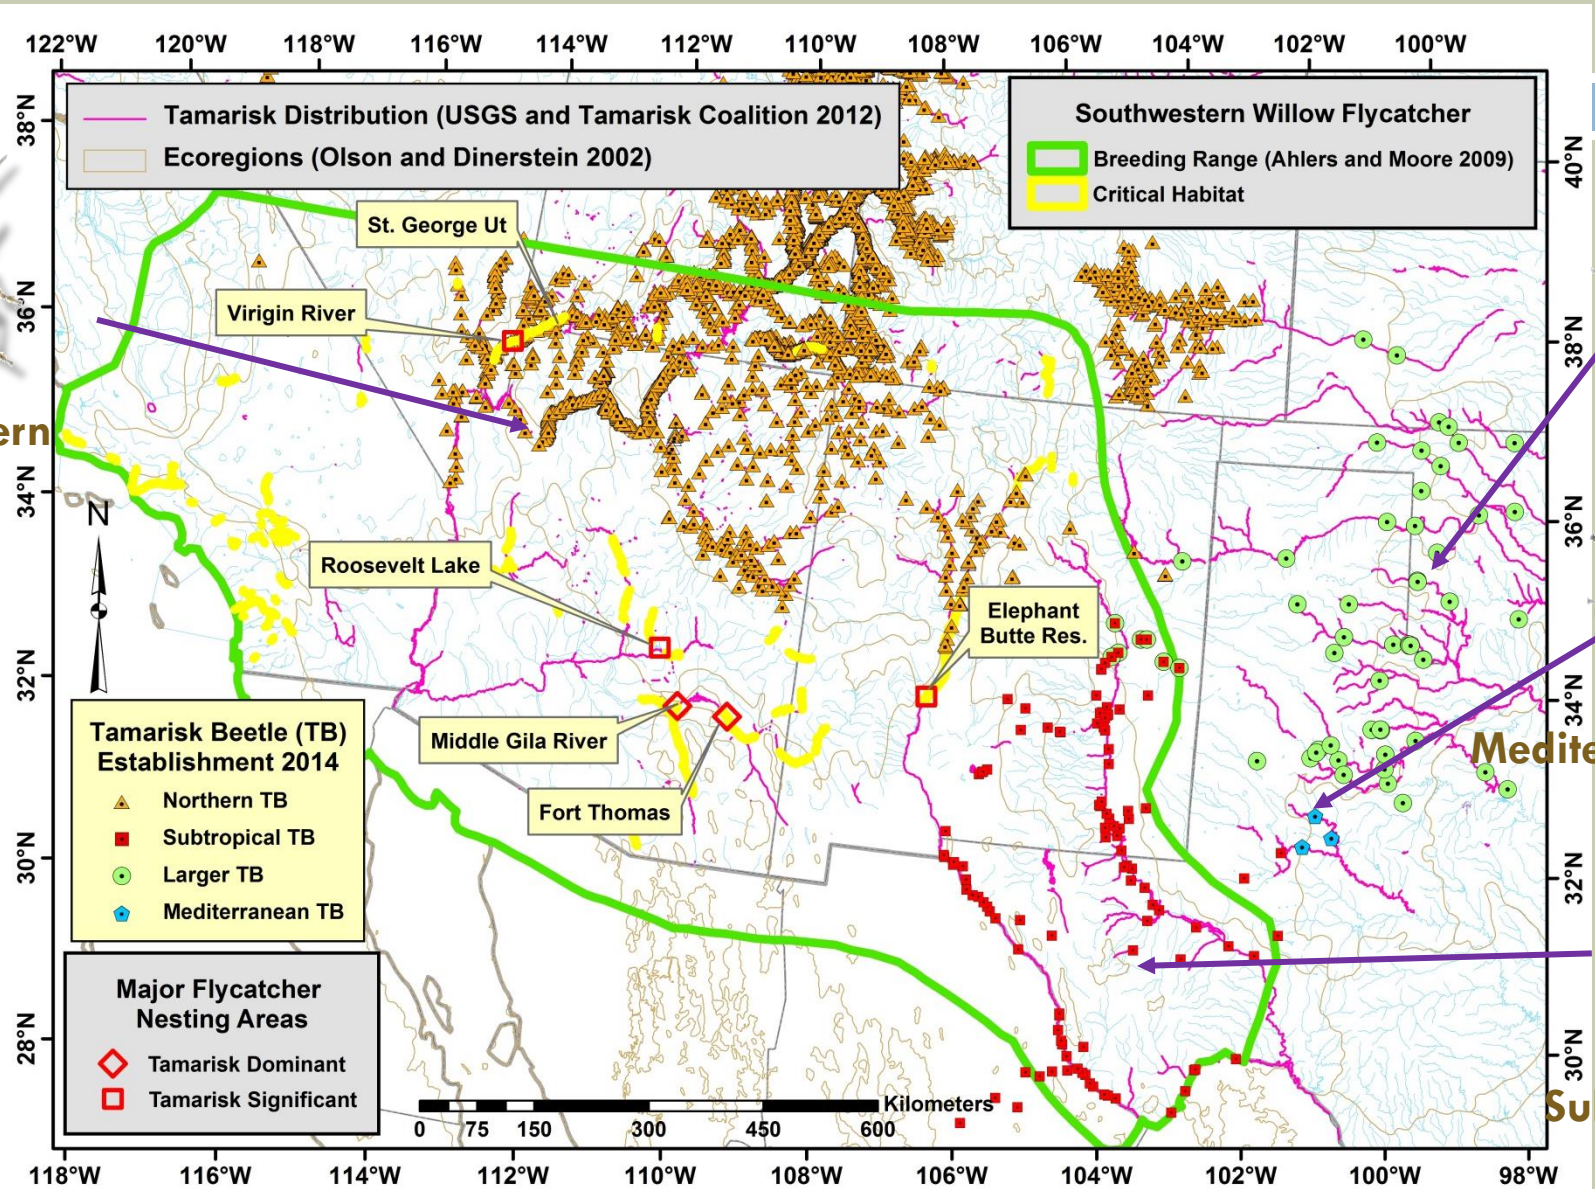 122°W 120°W 118°W 116°W 114°W 112°W 110°W 108°W 106°W 104°W 102°W 100°W
Tamarisk Distribution (USGS and Tamarisk Coalition 2012)
Ecoregions (Olson and Dinerstein 2002)
Southwestern Willow Flycatcher
Breeding Range (Ahlers and Moore 2009)
Critical Habitat
38°N
36°N
34°N
32°N
30°N
28°N
40°N
38°N
36°N
34°N
32°N
30°N
St. George Ut
Virigin River
ern
N
Roosevelt Lake
Elephant
Butte Res.
Middle Gila River
Fort Thomas
Medite
Su
Tamarisk Beetle (TB)
Establishment 2014
Northern TB
Subtropical TB
Larger TB
Mediterranean TB
Major Flycatcher
Nesting Areas
Tamarisk Dominant
Tamarisk Significant
Kilometers
0 75 150 300 450 600
118°W 116°W 114°W 112°W 110°W 108°W 106°W 104°W 102°W 100°W 98°W